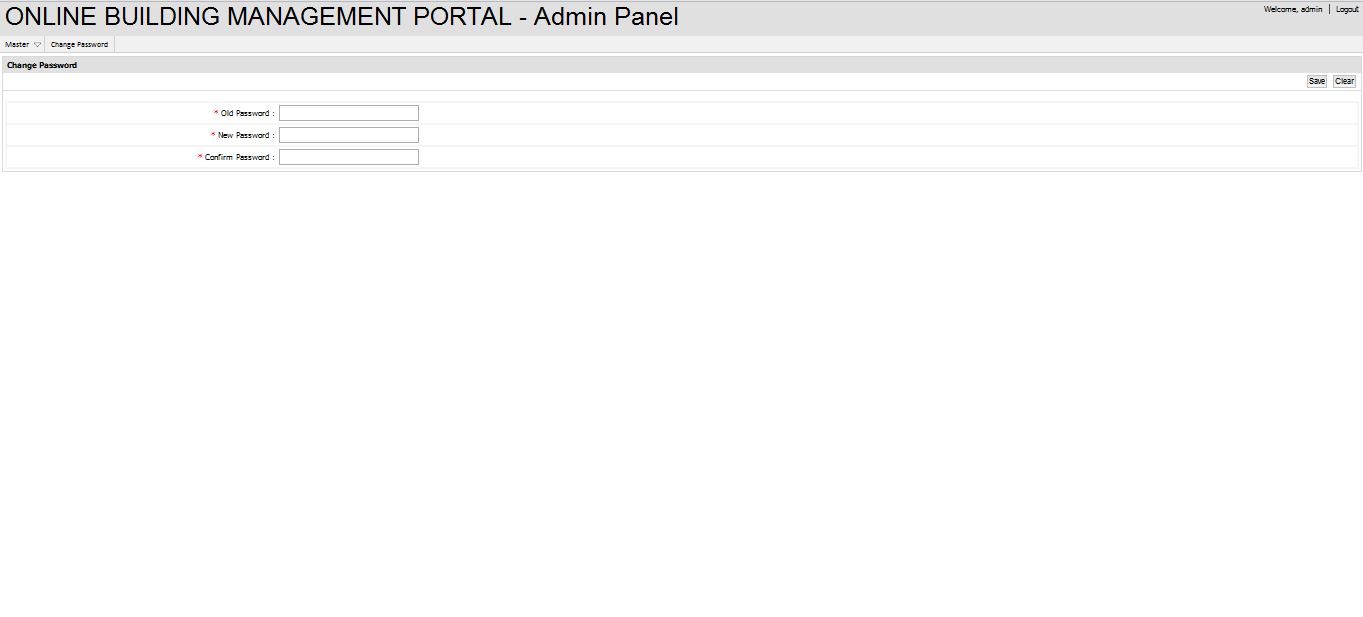 ONLINE BUILDING MANAGEMENT PORTAL - Admin Panel
Welcome, admin | Logout
Master Change Password
Change Password
Save Clear
* Old Password :
* New Password :
* Confirm Password :